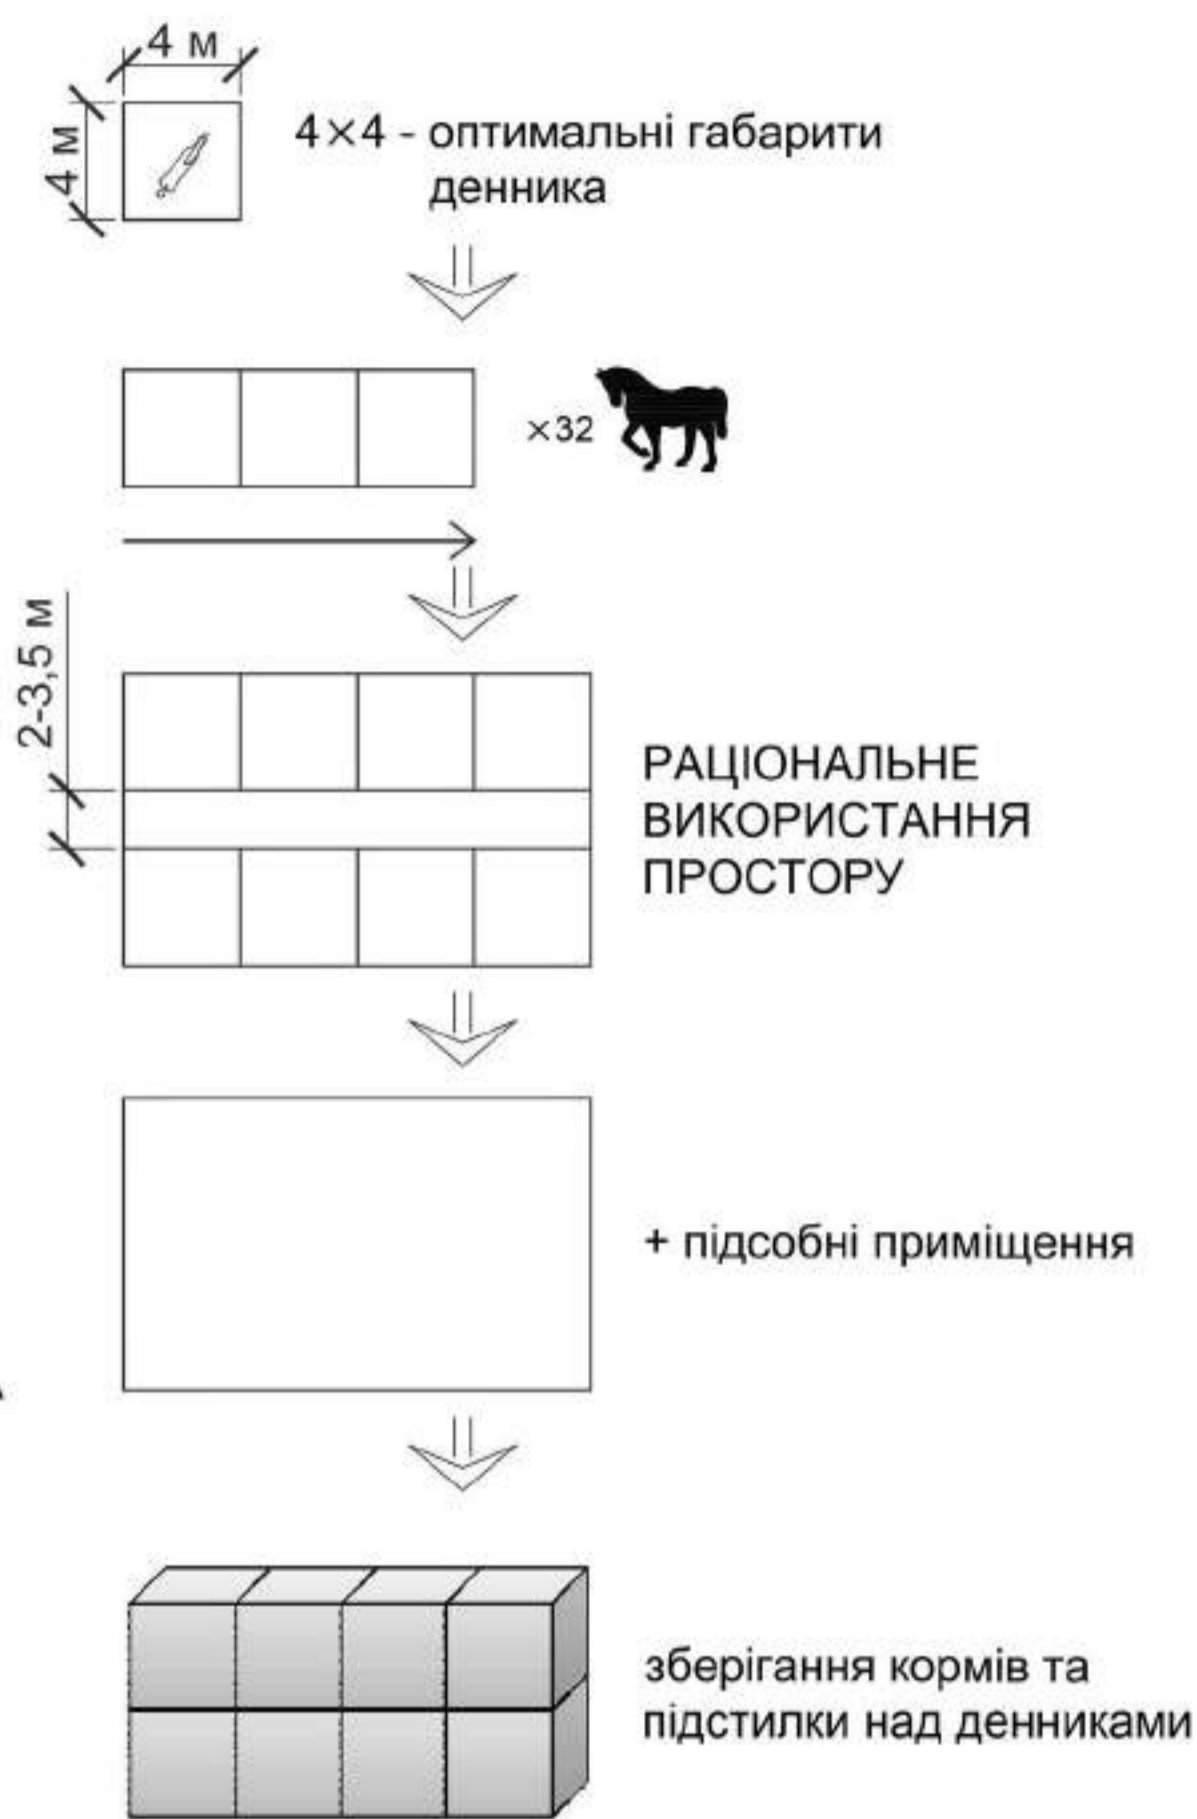 4 м
4 м
4×4 - оптимальні габарити
денника
×32
2-3,5 м
РАЦІОНАЛЬНЕ
ВИКОРИСТАННЯ
ПРОСТОРУ
+ підсобні приміщення
зберігання кормів та
підстилки над денниками